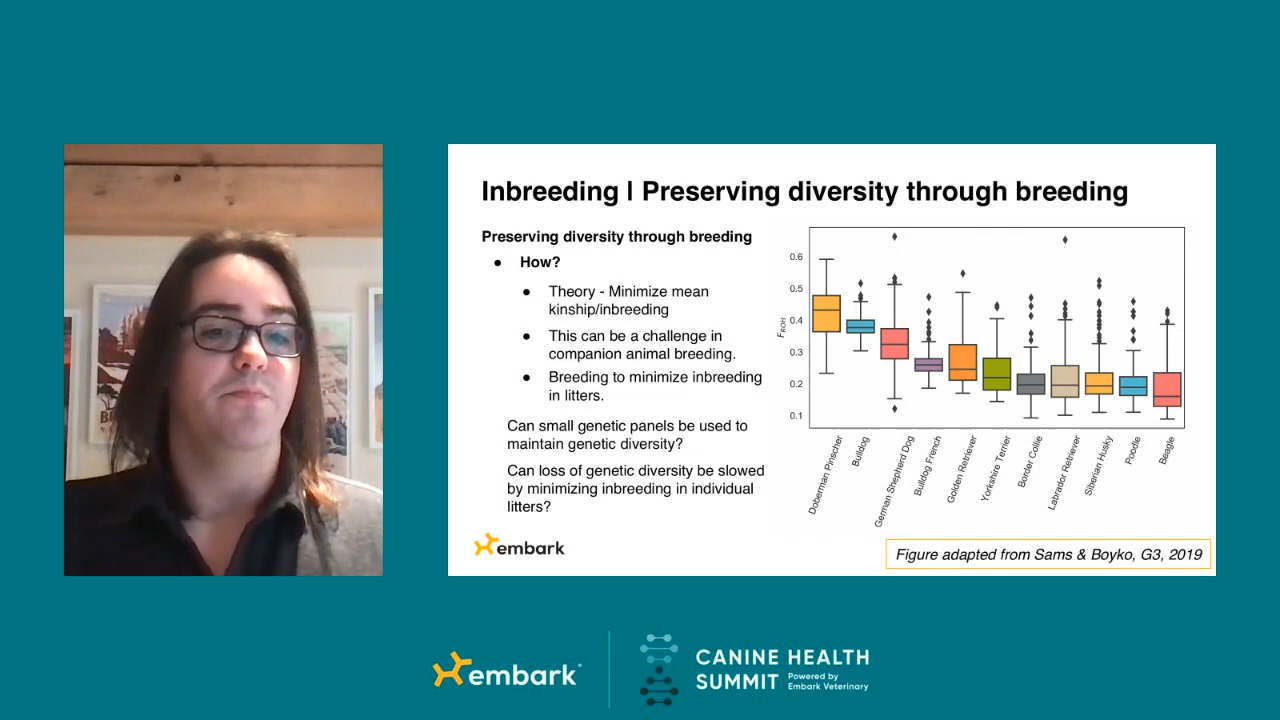 Inbreeding | Preserving diversity through breeding
Preserving diversity through breeding
● How?
● Theory - Minimize mean
kinship/inbreeding
● This can be a challenge in
companion animal breeding.
● Breeding to minimize inbreeding
in litters.
Can small genetic panels be used to
maintain genetic diversity?
Can loss of genetic diversity be slowed
by minimizing inbreeding in individual
litters?
embark
FROH
0.6
0.5
0.4
0.3
0.2
0.1
Doberman Pinscher
Bulldog
German Shepherd Dog
Bulldog French
Golden Retriever
Yorkshire Terrier
Border Collie
Labrador Retriever
Siberian Husky
Poodle
Beagle
Figure adapted from Sams & Boyko, G3, 2019
embark
CANINE HEALTH
SUMMIT Powered by
Embark Veterinary